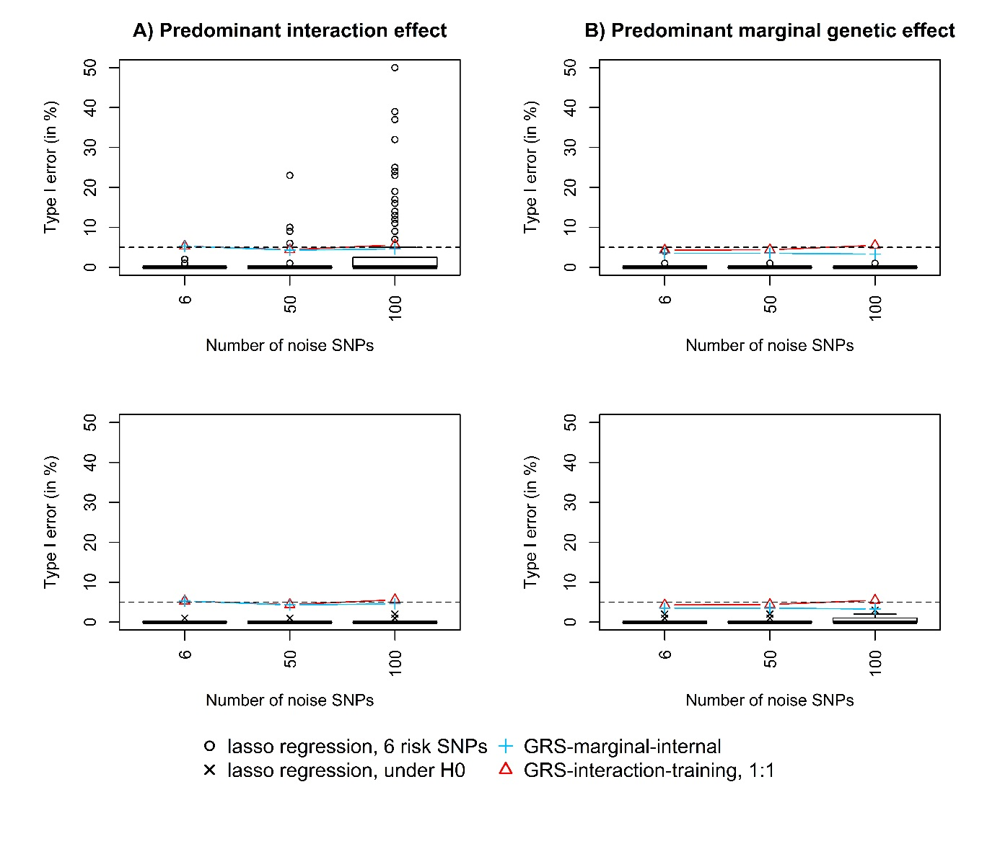 A) Predominant interaction effect
B) Predominant marginal genetic effect
Type I error (in %)
50
40
30
20
10
0
6
50
100
Number of noise SNPs
Type I error (in %)
50
40
30
20
10
0
6
50
100
Number of noise SNPs
Type I error (in %)
50
40
30
20
10
0
6
50
100
Number of noise SNPs
Type I error (in %)
50
40
30
20
10
0
6
50
100
Number of noise SNPs
lasso regression, 6 risk SNPs
GRS-marginal-internal
lasso regression, under H0
GRS-interaction-training, 1:1